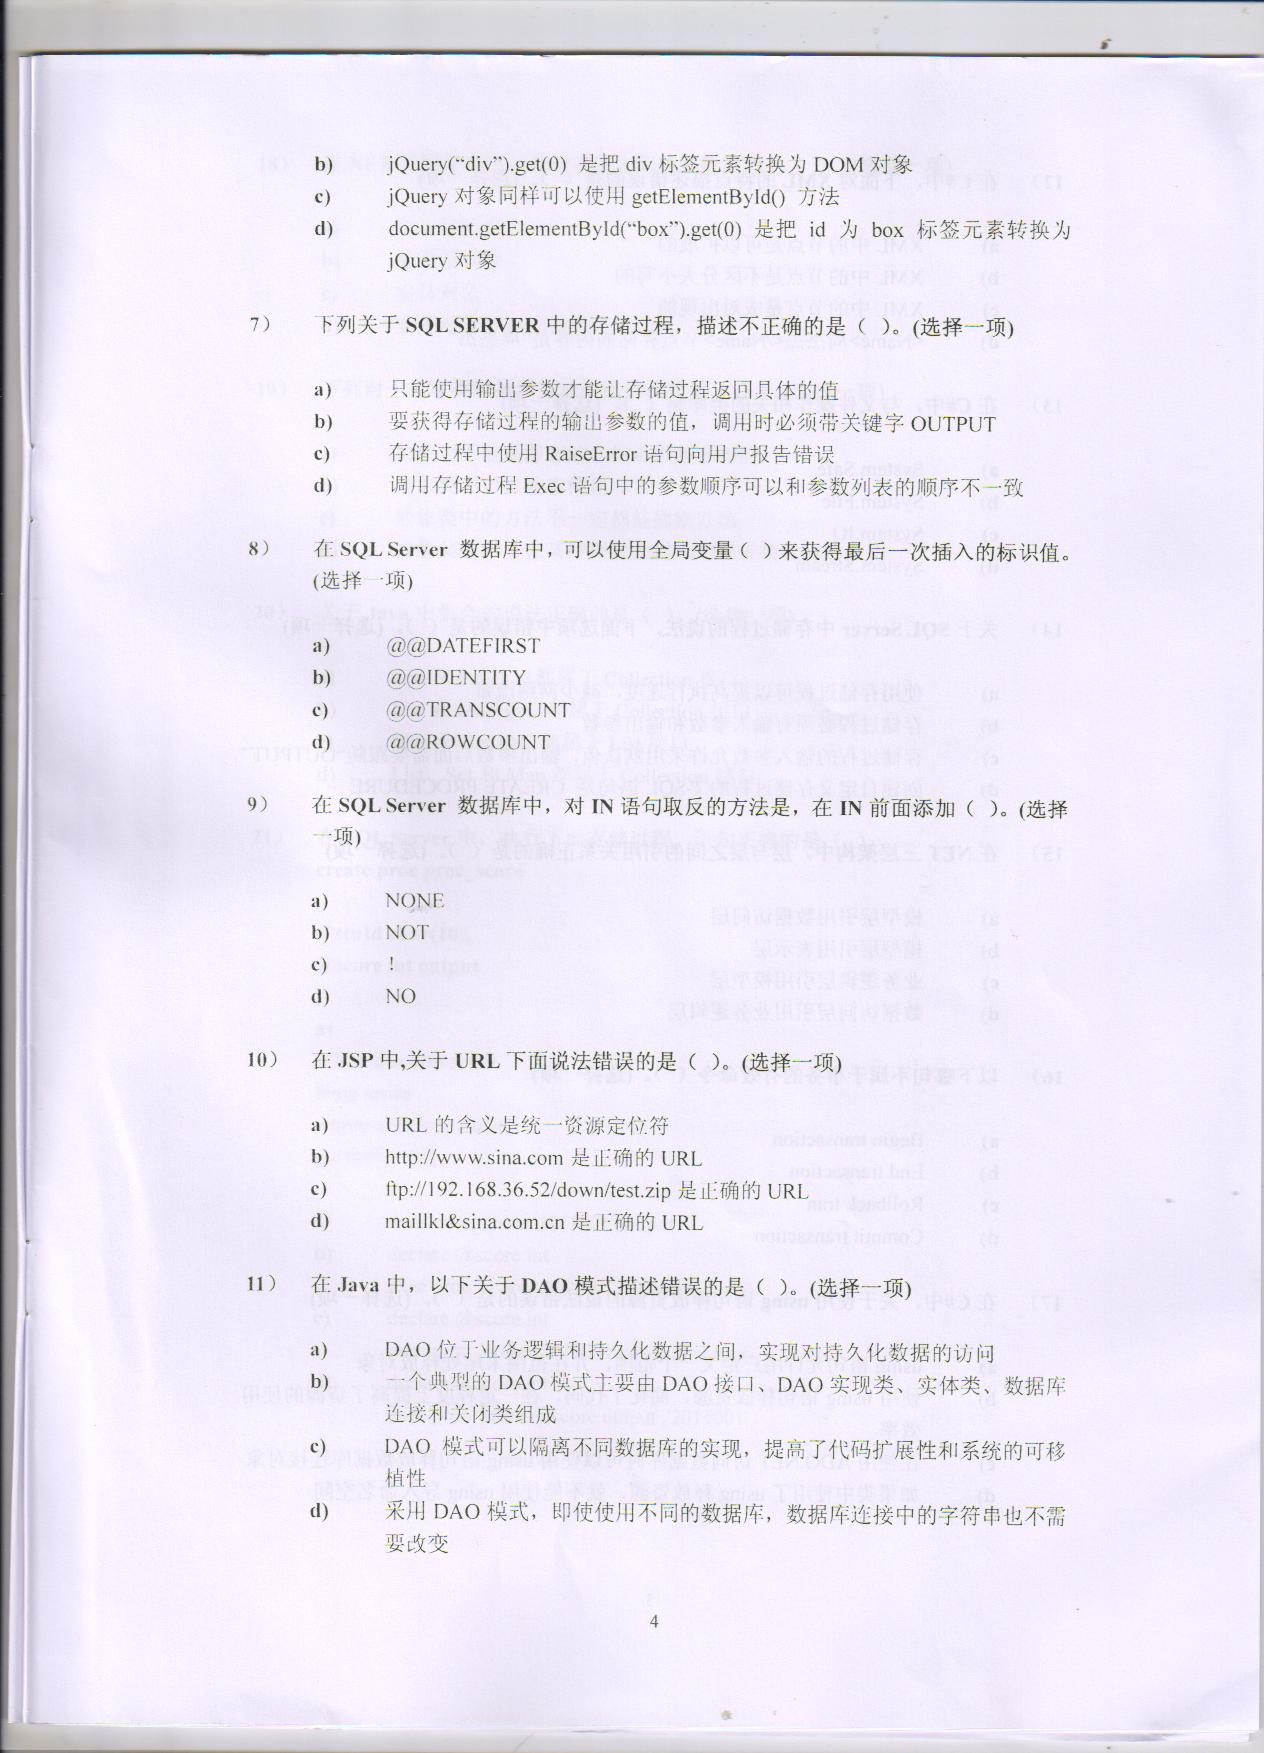 b) jQuery(“div”).get(0) 是把 div 标签元素转换为 DOM 对象
c) jQuery 对象同样可以使用 getElementById() 方法
d) document.getElementById(“box”).get(0) 是把 id 为 box 标签元素转换为
jQuery 对象
7） 下列关于 SQL SERVER 中的存储过程，描述不正确的是（ ）。(选择一项)
a) 只能使用输出参数才能让存储过程返回具体的值
b) 要获得存储过程的输出参数的值，调用时必须带关键字 OUTPUT
c) 存储过程中使用 RaiseError 语句向用户报告错误
d) 调用存储过程 Exec 语句中的参数顺序可以和参数列表的顺序不一致
8） 在 SQL Server 数据库中，可以使用全局变量（ ）来获得最后一次插入的标识值。
(选择一项)
a) @@DATEFIRST
b) @@IDENTITY
c) @@TRANSCOUNT
d) @@ROWCOUNT
9） 在 SQL Server 数据库中，对 IN 语句取反的方法是，在 IN 前面添加（ ）。(选择
一项)
a) NONE
b) NOT
c) !
d) NO
10） 在 JSP 中,关于 URL 下面说法错误的是（ ）。(选择一项)
a) URL 的含义是统一资源定位符
b) http://www.sina.com 是正确的 URL
c) ftp://192.168.36.52/down/test.zip 是正确的 URL
d) maillkl&sina.com.cn 是正确的 URL
11） 在 Java 中，以下关于 DAO 模式描述错误的是（ ）。(选择一项)
a) DAO 位于业务逻辑和持久化数据之间，实现对持久化数据的访问
b) 一个典型的 DAO 模式主要由 DAO 接口、DAO 实现类、实体类、数据库
连接和关闭类组成
c) DAO 模式可以隔离不同数据库的实现，提高了代码扩展性和系统的可移
植性
d) 采用 DAO 模式，即使使用不同的数据库，数据库连接中的字符串也不需
要改变
4